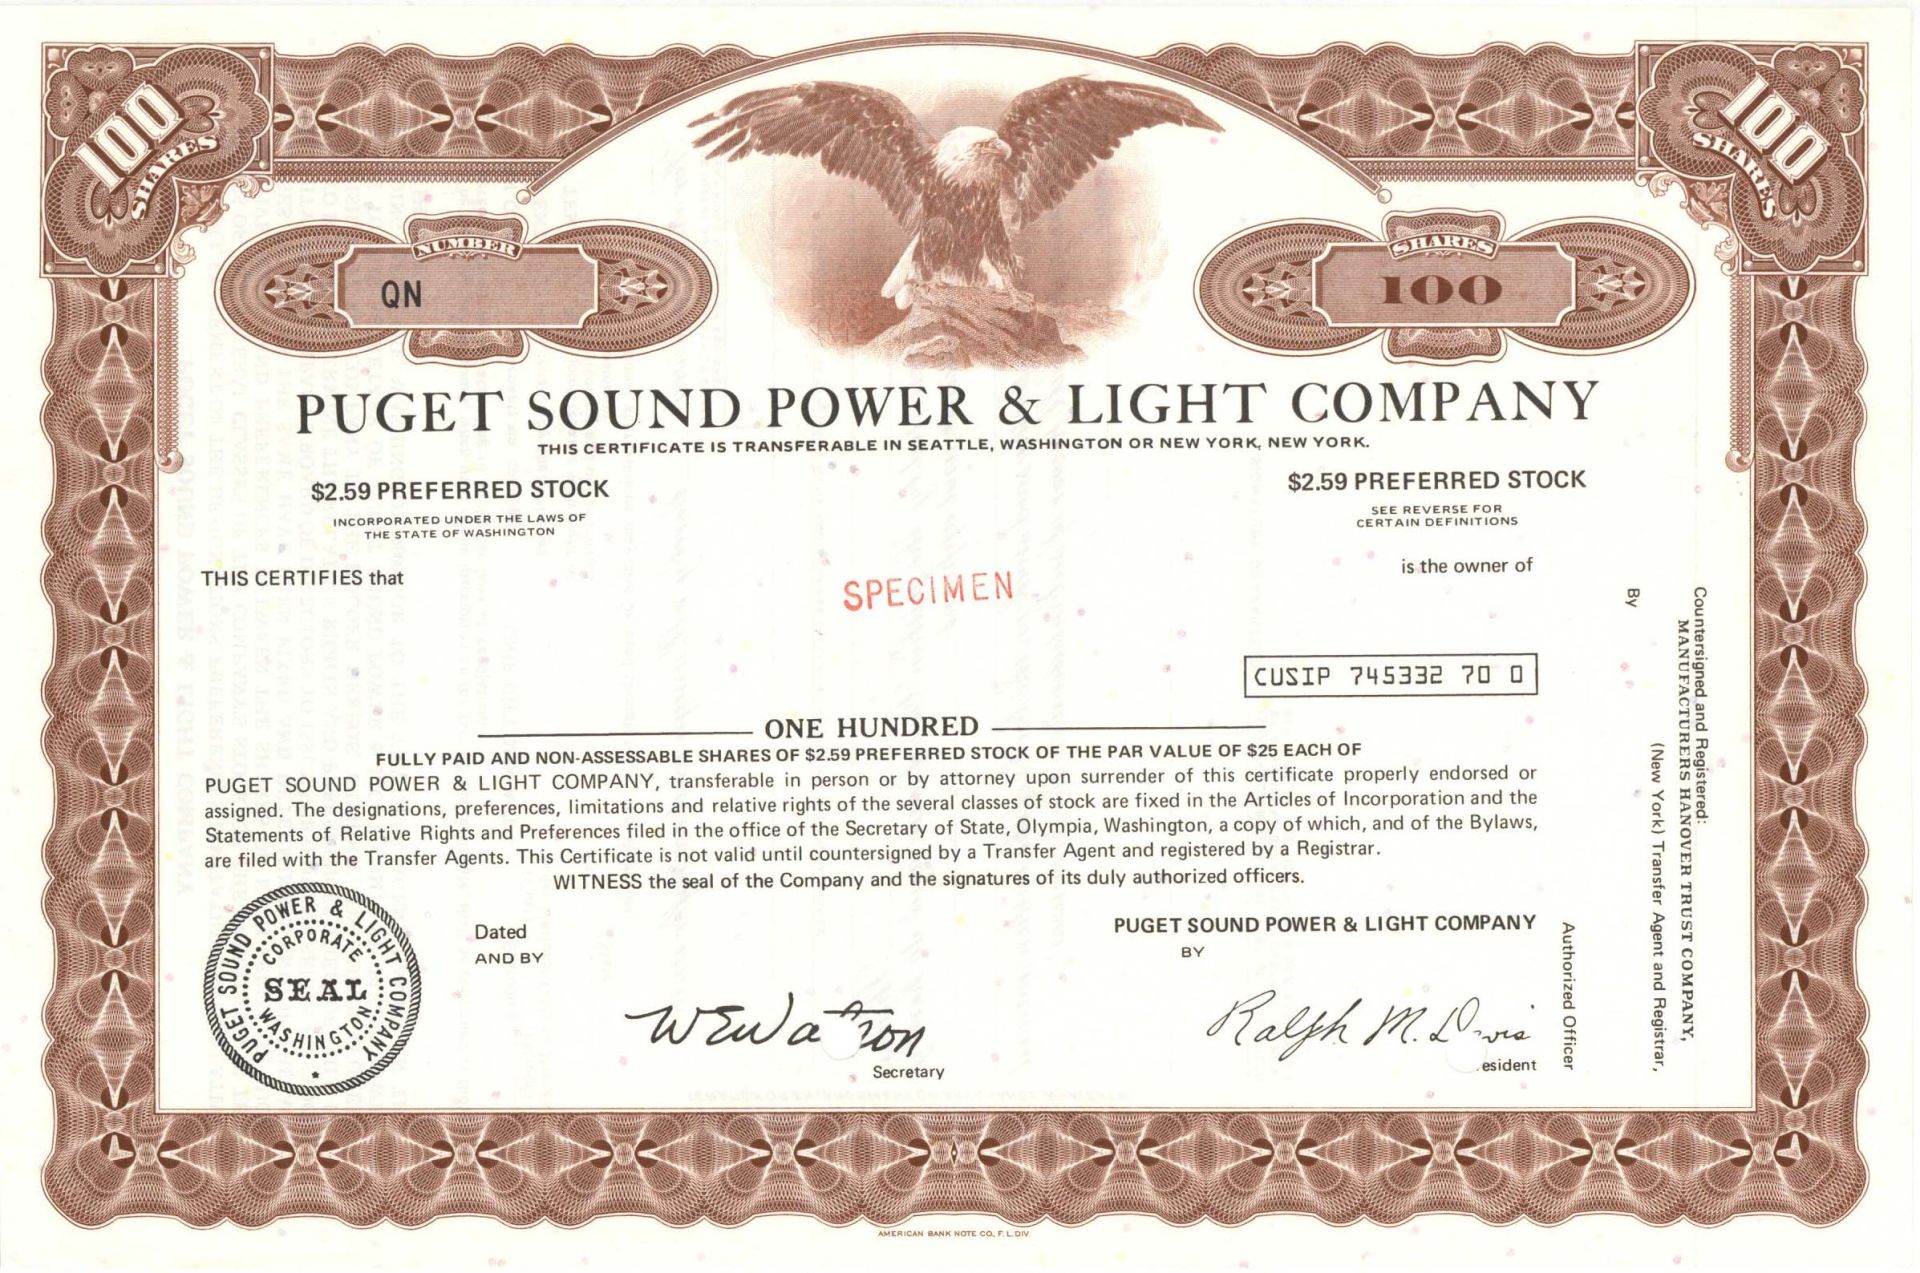 100
SHARES
100
SHARES
NUMBER
QN
SHARES
100
PUGET SOUND POWER & LIGHT COMPANY
THIS CERTIFICATE IS TRANSFERABLE IN SEATTLE, WASHINGTON OR NEW YORK, NEW YORK.
$2.59 PREFERRED STOCK
INCORPORATED UNDER THE LAWS OF
THE STATE OF WASHINGTON
$2.59 PREFERRED STOCK
SEE REVERSE FOR
CERTAIN DEFINITIONS
THIS CERTIFIES that
is the owner of
SPECIMEN
CUSIP 745332 70 0
ONE HUNDRED
FULLY PAID AND NON-ASSESSABLE SHARES OF $2.59 PREFERRED STOCK OF THE PAR VALUE OF $25 EACH OF
PUGET SOUND POWER & LIGHT COMPANY, transferable in person or by attorney upon surrender of this certificate properly endorsed or
assigned. The designations, preferences, limitations and relative rights of the several classes of stock are fixed in the Articles of Incorporation and the
Statements of Relative Rights and Preferences filed in the office of the Secretary of State, Olympia, Washington, a copy of which, and of the Bylaws,
are filed with the Transfer Agents. This Certificate is not valid until countersigned by a Transfer Agent and registered by a Registrar.
WITNESS the seal of the Company and the signatures of its duly authorized officers.
PUGET SOUND POWER & LIGHT COMPANY
CORPORATE
SEAL
WASHINGTON
Dated
AND BY
W E Watson
Secretary
PUGET SOUND POWER & LIGHT COMPANY
BY
Ralph M. Davis
esident
Countersigned and Registered:
MANUFACTURERS HANOVER TRUST COMPANY,
(New York) Transfer Agent and Registrar,
By
Authorized Officer
AMERICAN BANK NOTE CO., F. L. DIV.